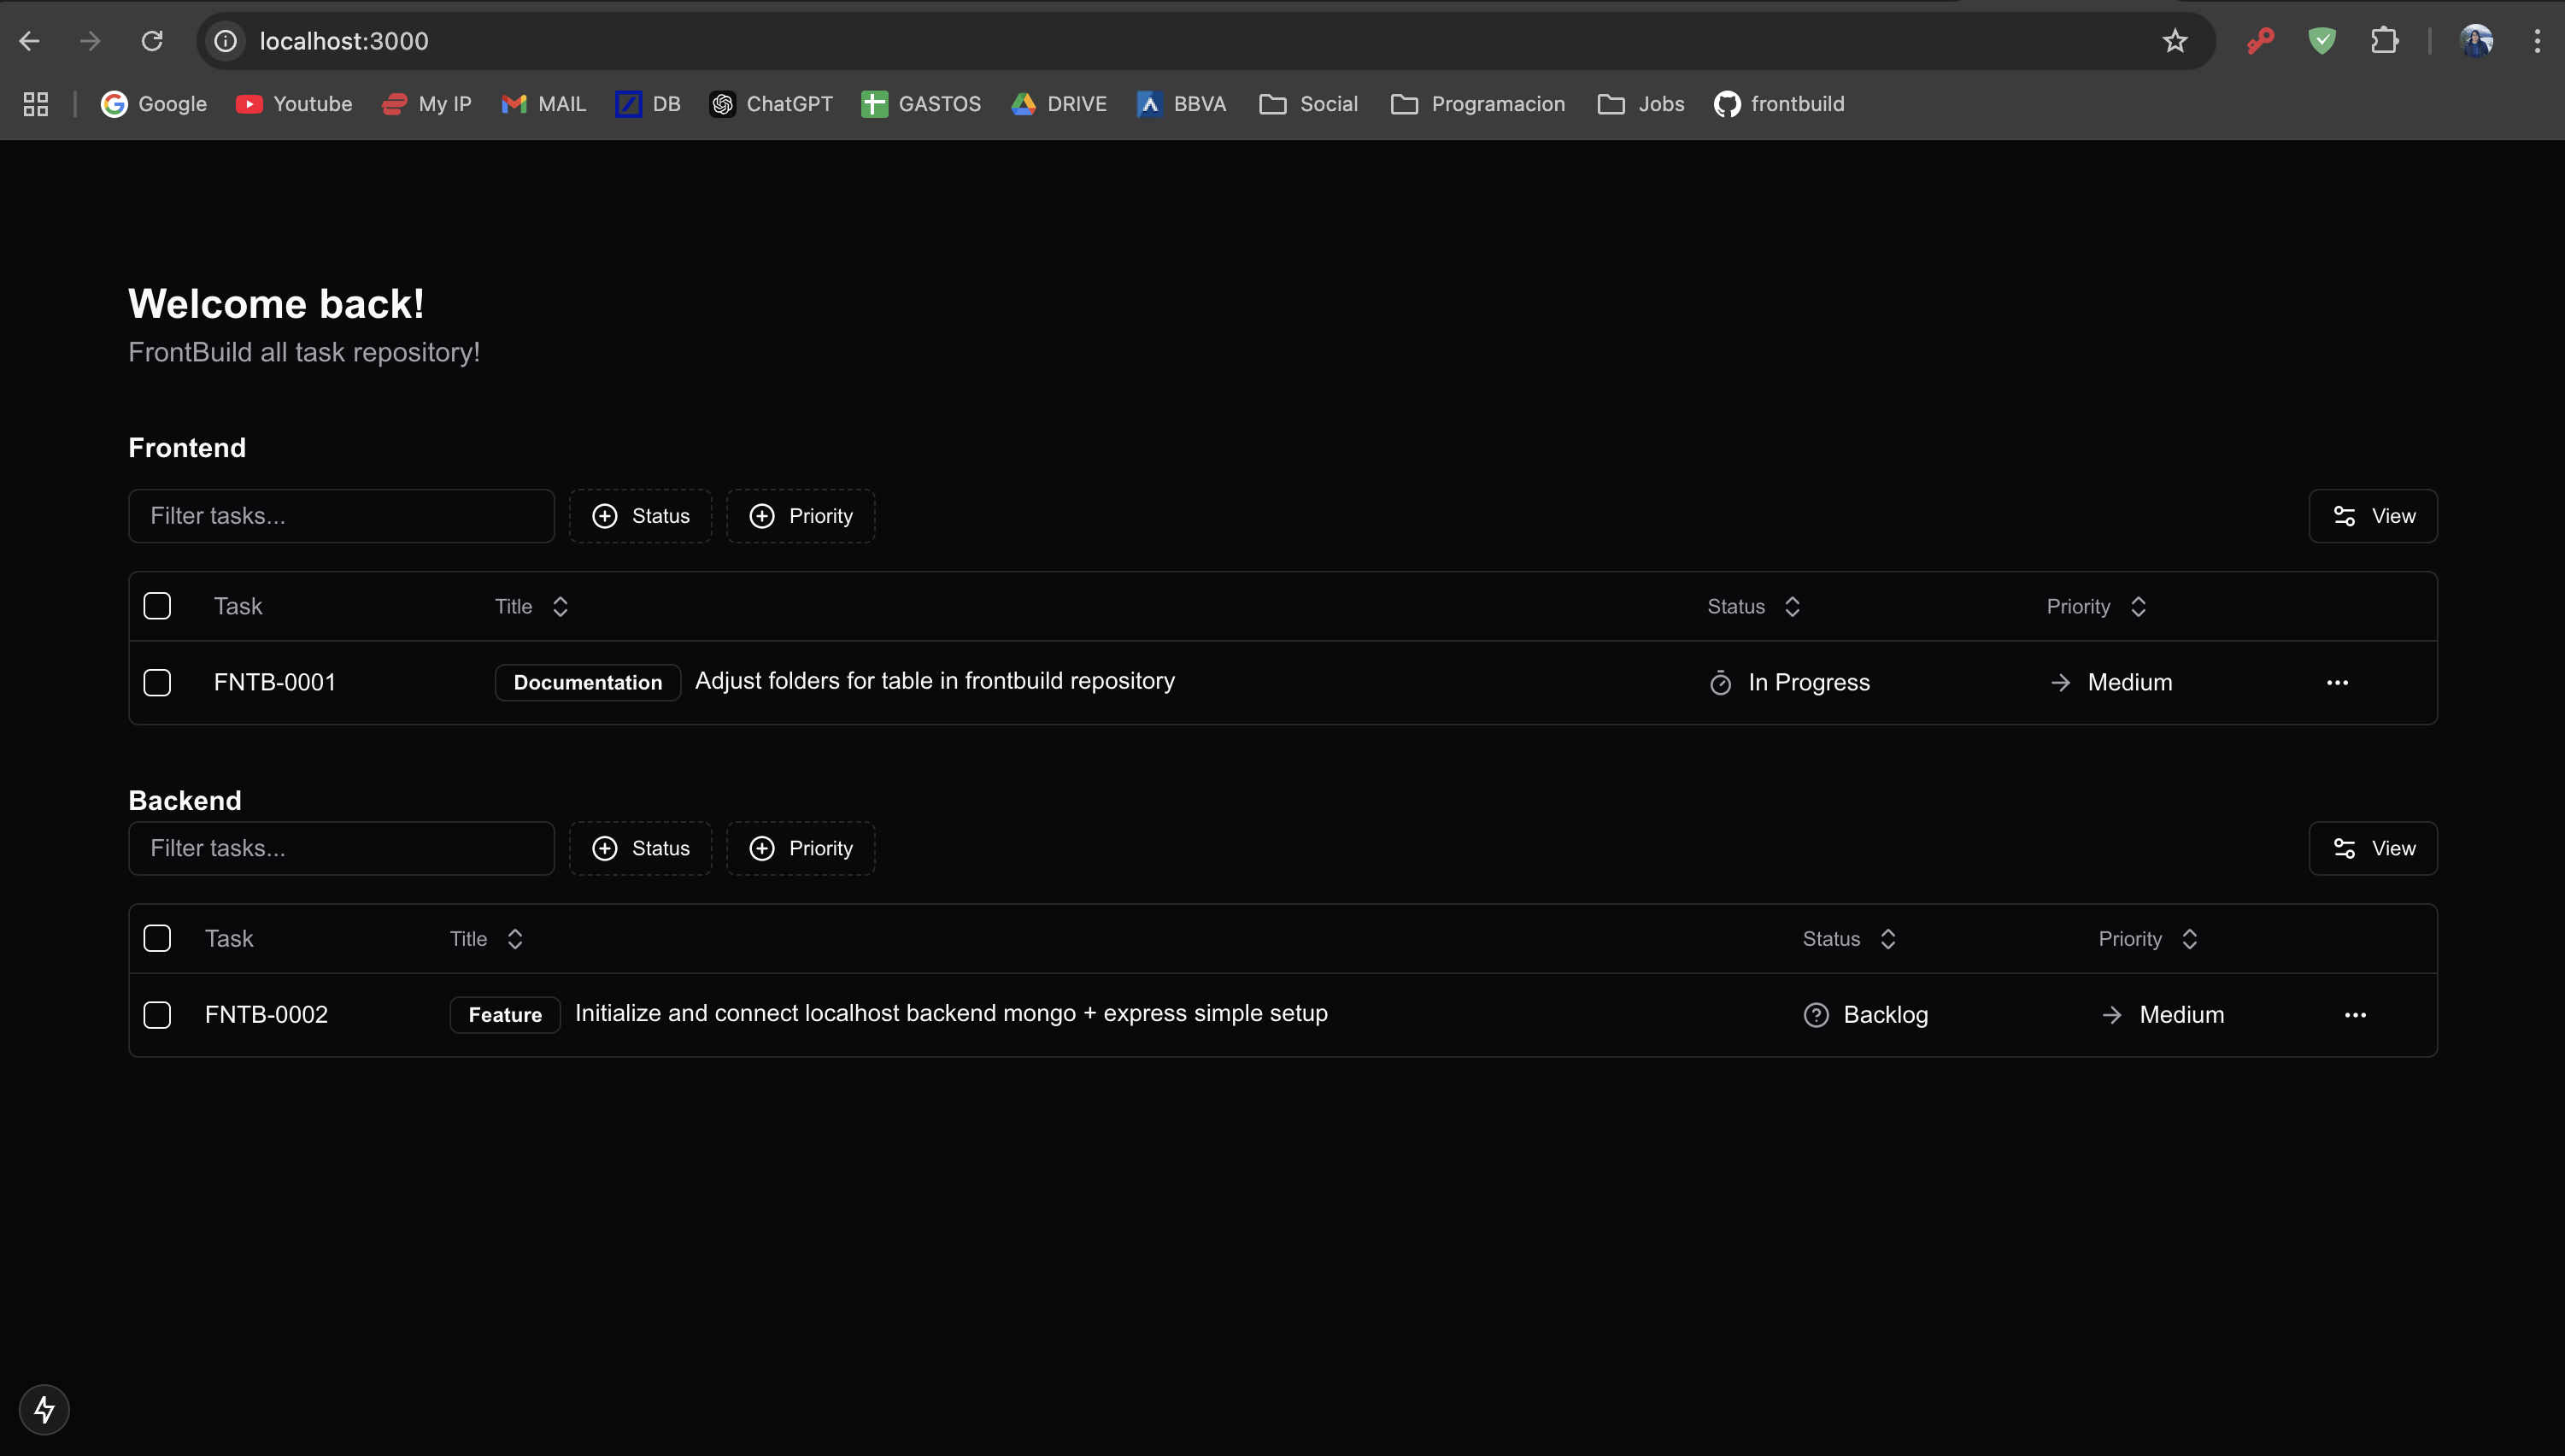 localhost:3000
Google Youtube My IP MAIL DB ChatGPT GASTOS DRIVE BBVA Social Programacion Jobs frontbuild
Welcome back!
FrontBuild all task repository!
Frontend
Filter tasks... Status Priority View
Task Title Status Priority
FNTB-0001 Documentation Adjust folders for table in frontbuild repository In Progress Medium
Backend
Filter tasks... Status Priority View
Task Title Status Priority
FNTB-0002 Feature Initialize and connect localhost backend mongo + express simple setup Backlog Medium